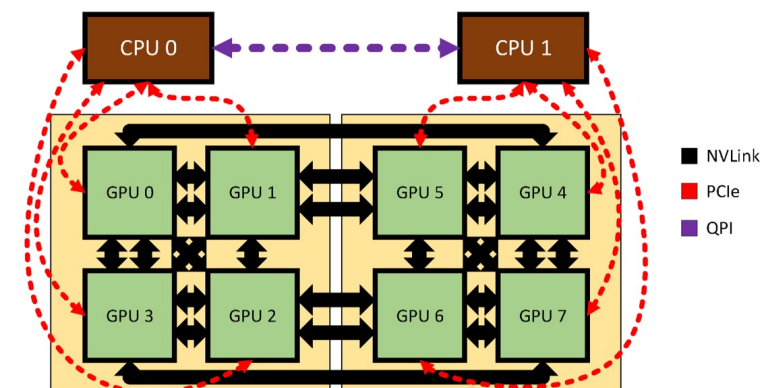 CPU 0
CPU 1
GPU 0
GPU 1
GPU 5
GPU 4
NVLink
PCIe
QPI
GPU 3
GPU 2
GPU 6
GPU 7